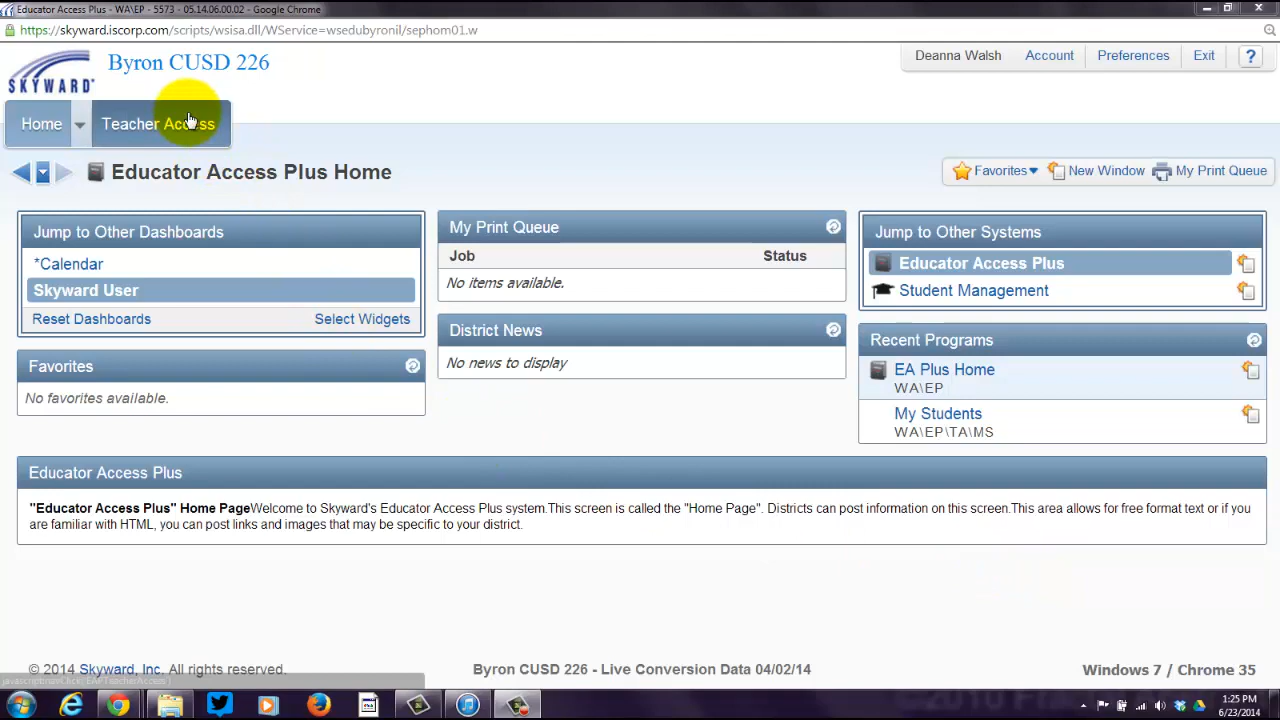 Educator Access Plus - WA\EP - 5573 - 05.14.06.00.02 - Google Chrome
https://skyward.iscorp.com/scripts/wsisa.dll/WService=wsedubyronil/sephom01.w
SKYWARD
Byron CUSD 226
Deanna Walsh Account Preferences Exit ?
Home Teacher Access
Educator Access Plus Home
Favorites New Window My Print Queue
Jump to Other Dashboards
*Calendar
Skyward User
Reset Dashboards Select Widgets
Favorites
No favorites available.
My Print Queue
Job Status
No items available.
District News
No news to display
Jump to Other Systems
Educator Access Plus
Student Management
Recent Programs
EA Plus Home
WA\EP
My Students
WA\EP\TA\MS
Educator Access Plus
"Educator Access Plus" Home PageWelcome to Skyward's Educator Access Plus system.This screen is called the "Home Page". Districts can post information on this screen.This area allows for free format text or if you
are familiar with HTML, you can post links and images that may be specific to your district.
© 2014 Skyward, Inc. All rights reserved. Byron CUSD 226 - Live Conversion Data 04/02/14 Windows 7 / Chrome 35
1:25 PM
6/23/2014